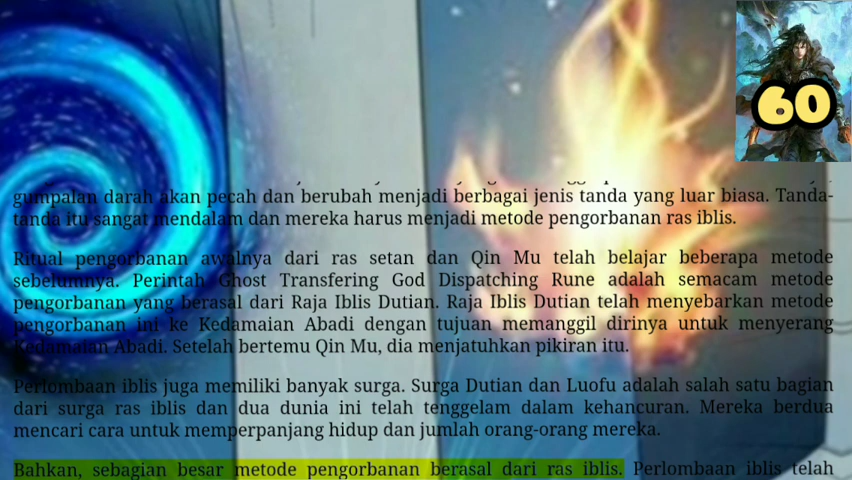 60
gumpalan darah akan pecah dan berubah menjadi berbagai jenis tanda yang luar biasa. Tanda-
tanda itu sangat mendalam dan mereka harus menjadi metode pengorbanan ras iblis.
Ritual pengorbanan awalnya dari ras setan dan Qin Mu telah belajar beberapa metode
sebelumnya. Perintah Ghost Transfering God Dispatching Rune adalah semacam metode
pengorbanan yang berasal dari Raja Iblis Dutian. Raja Iblis Dutian telah menyebarkan metode
pengorbanan ini ke Kedamaian Abadi dengan tujuan memanggil dirinya untuk menyerang
Kedamaian Abadi. Setelah bertemu Qin Mu, dia menjatuhkan pikiran itu.
Perlombaan iblis juga memiliki banyak surga. Surga Dutian dan Luofu adalah salah satu bagian
dari surga ras iblis dan dua dunia ini telah tenggelam dalam kehancuran. Mereka berdua
mencari cara untuk memperpanjang hidup dan jumlah orang-orang mereka.
Bahkan, sebagian besar metode pengorbanan berasal dari ras iblis. Perlombaan iblis telah